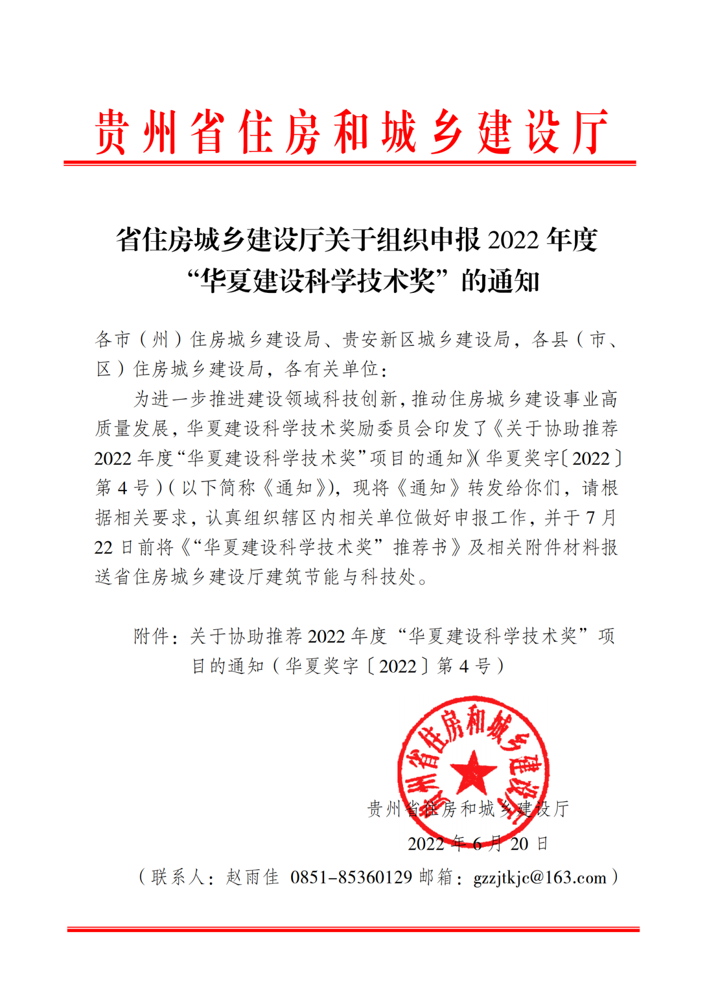 贵州省住房和城乡建设厅
省住房城乡建设厅关于组织申报 2022 年度
“华夏建设科学技术奖”的通知
各市（州）住房城乡建设局、贵安新区城乡建设局，各县（市、
区）住房城乡建设局，各有关单位：
为进一步推进建设领域科技创新，推动住房城乡建设事业高
质量发展，华夏建设科学技术奖励委员会印发了《关于协助推荐
2022 年度“华夏建设科学技术奖”项目的通知》（华夏奖字〔2022〕
第 4 号）（以下简称《通知》），现将《通知》转发给你们，请根
据相关要求，认真组织辖区内相关单位做好申报工作，并于 7 月
22 日前将《“华夏建设科学技术奖”推荐书》及相关附件材料报
送省住房城乡建设厅建筑节能与科技处。
附件：关于协助推荐 2022 年度“华夏建设科学技术奖”项
目的通知（华夏奖字〔2022〕第 4 号）
贵州省住房和城乡建设厅
贵州省住房和城乡建设厅
2022 年 6 月 20 日
（联系人：赵雨佳 0851-85360129 邮箱：gzzjtkjc@163.com）